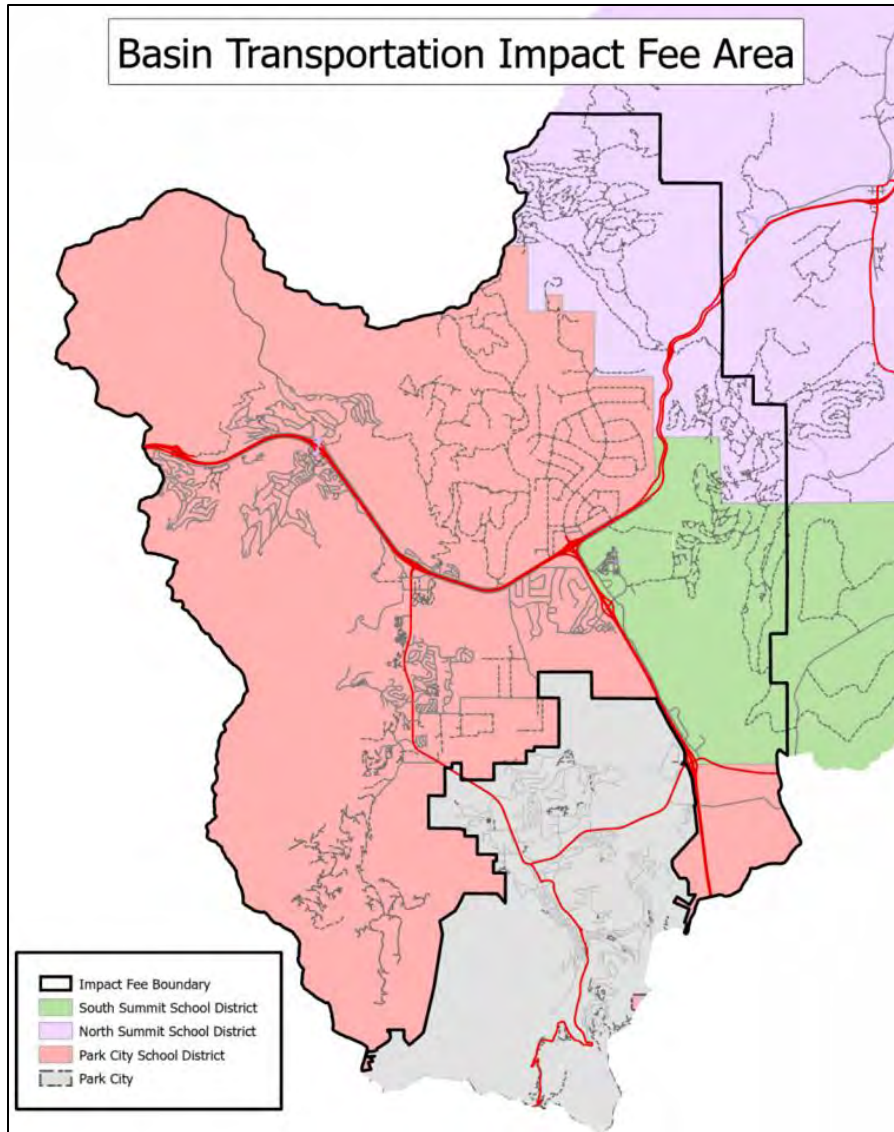 Basin Transportation Impact Fee Area
Impact Fee Boundary
South Summit School District
North Summit School District
Park City School District
Park City